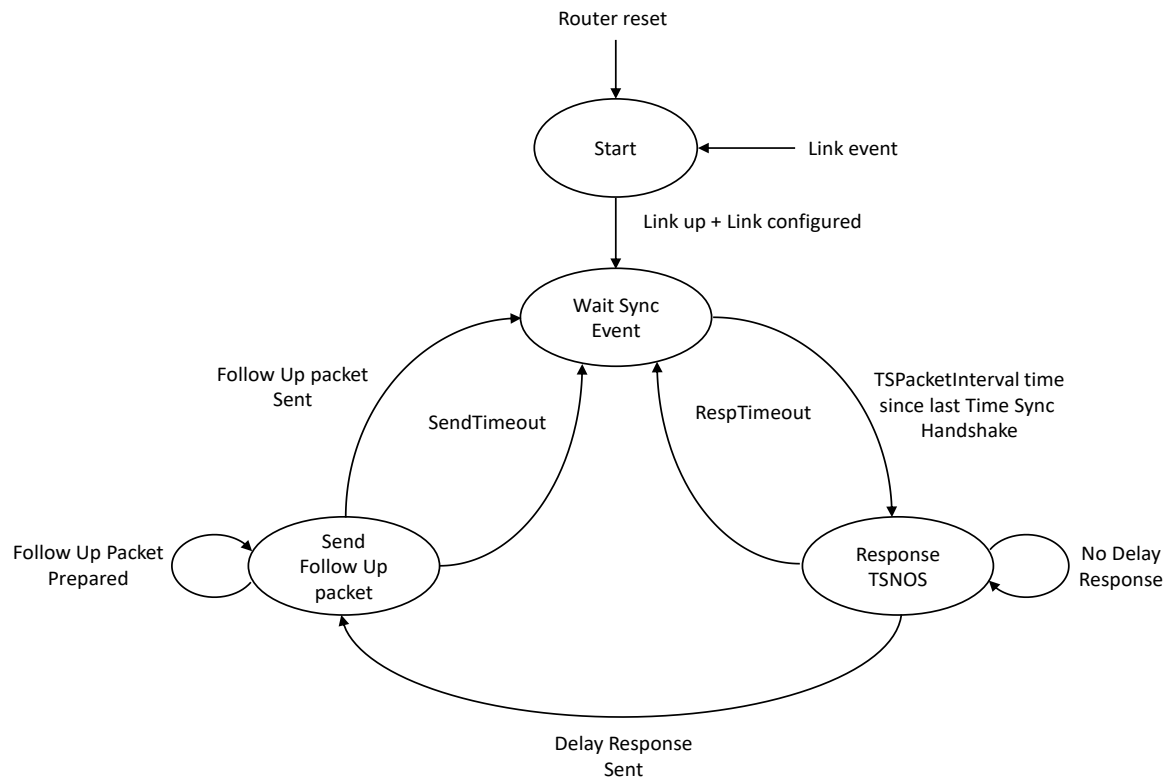 Router reset
Start
Link event
Link up + Link configured
Wait Sync
Event
Follow Up packet
Sent
SendTimeout
RespTimeout
TSPacketInterval time
since last Time Sync
Handshake
Follow Up Packet
Prepared
Send
Follow Up
packet
Response
TSNOS
No Delay
Response
Delay Response
Sent